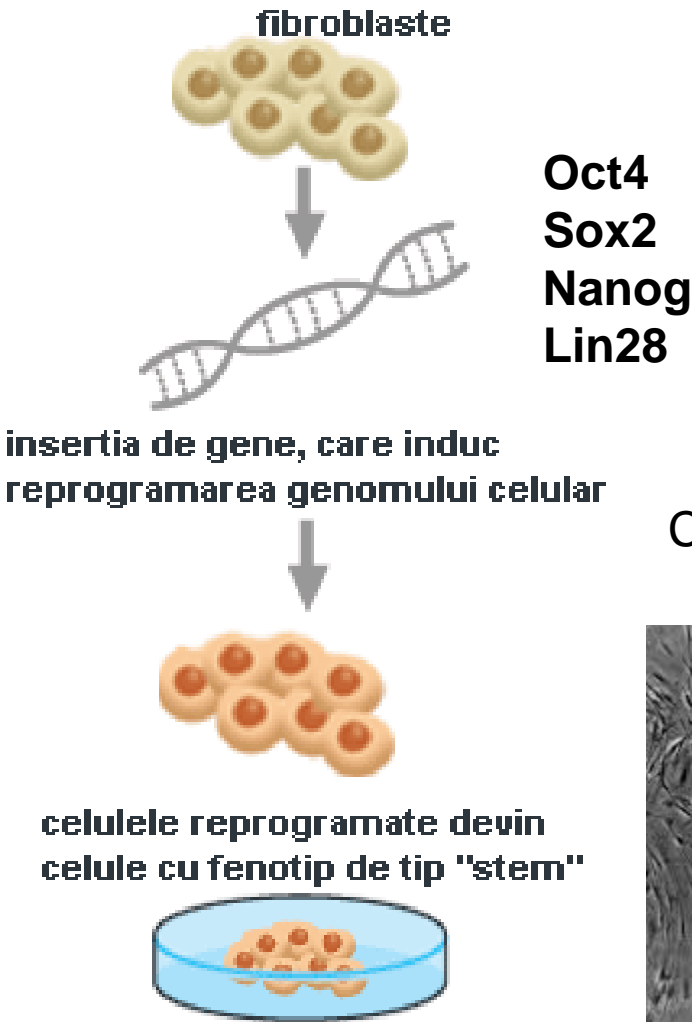 fibroblaste
Oct4
Sox2
Nanog
Lin28
insertia de gene, care induc
reprogramarea genomului celular
celulele reprogramate devin
celule cu fenotip de tip "stem"